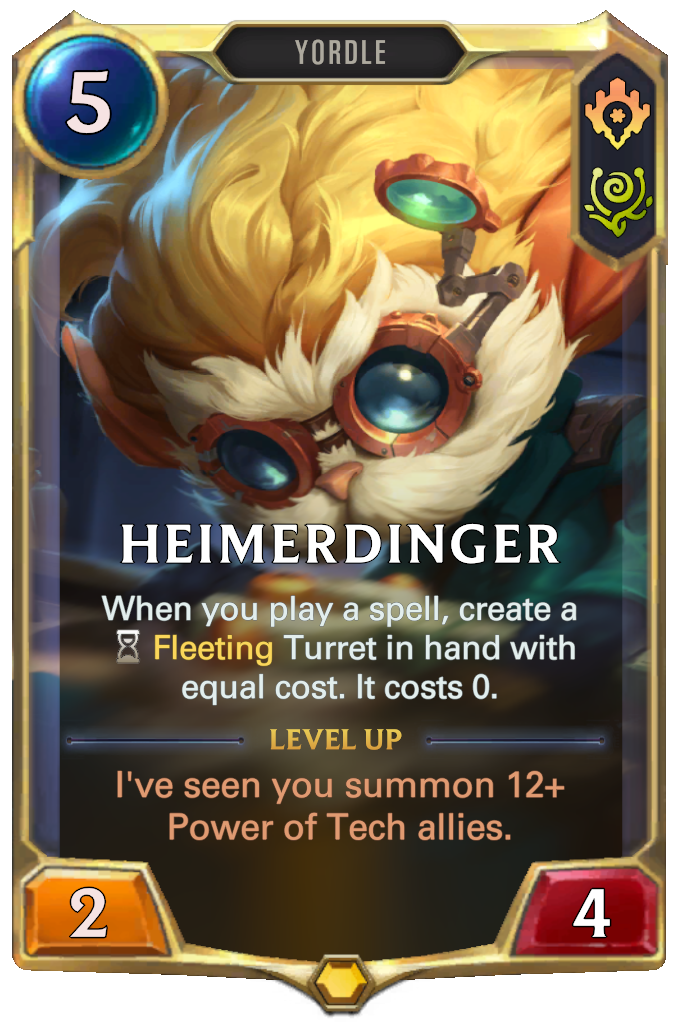 YORDLE
5
HEIMERDINGER
When you play a spell, create a
Fleeting Turret in hand with
equal cost. It costs 0.
LEVEL UP
I've seen you summon 12+
Power of Tech allies.
2
4